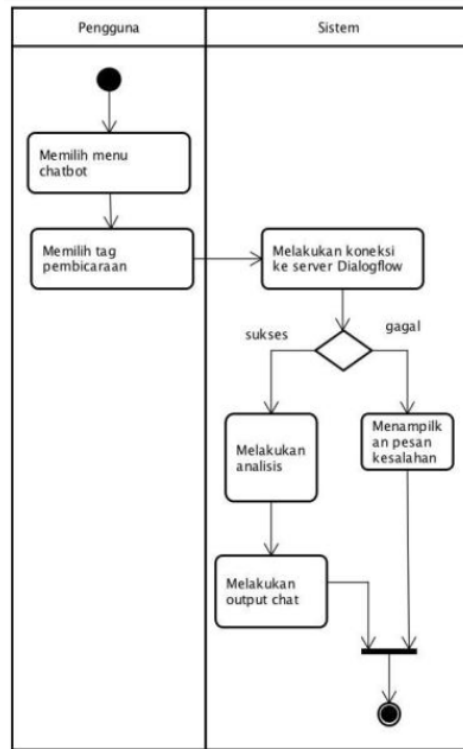 Pengguna
Sistem
Memilih menu
chatbot
Memilih tag
pembicaraan
Melakukan koneksi
ke server Dialogflow
sukses
gagal
Melakukan
analisis
Menampilk
an pesan
kesalahan
Melakukan
output chat